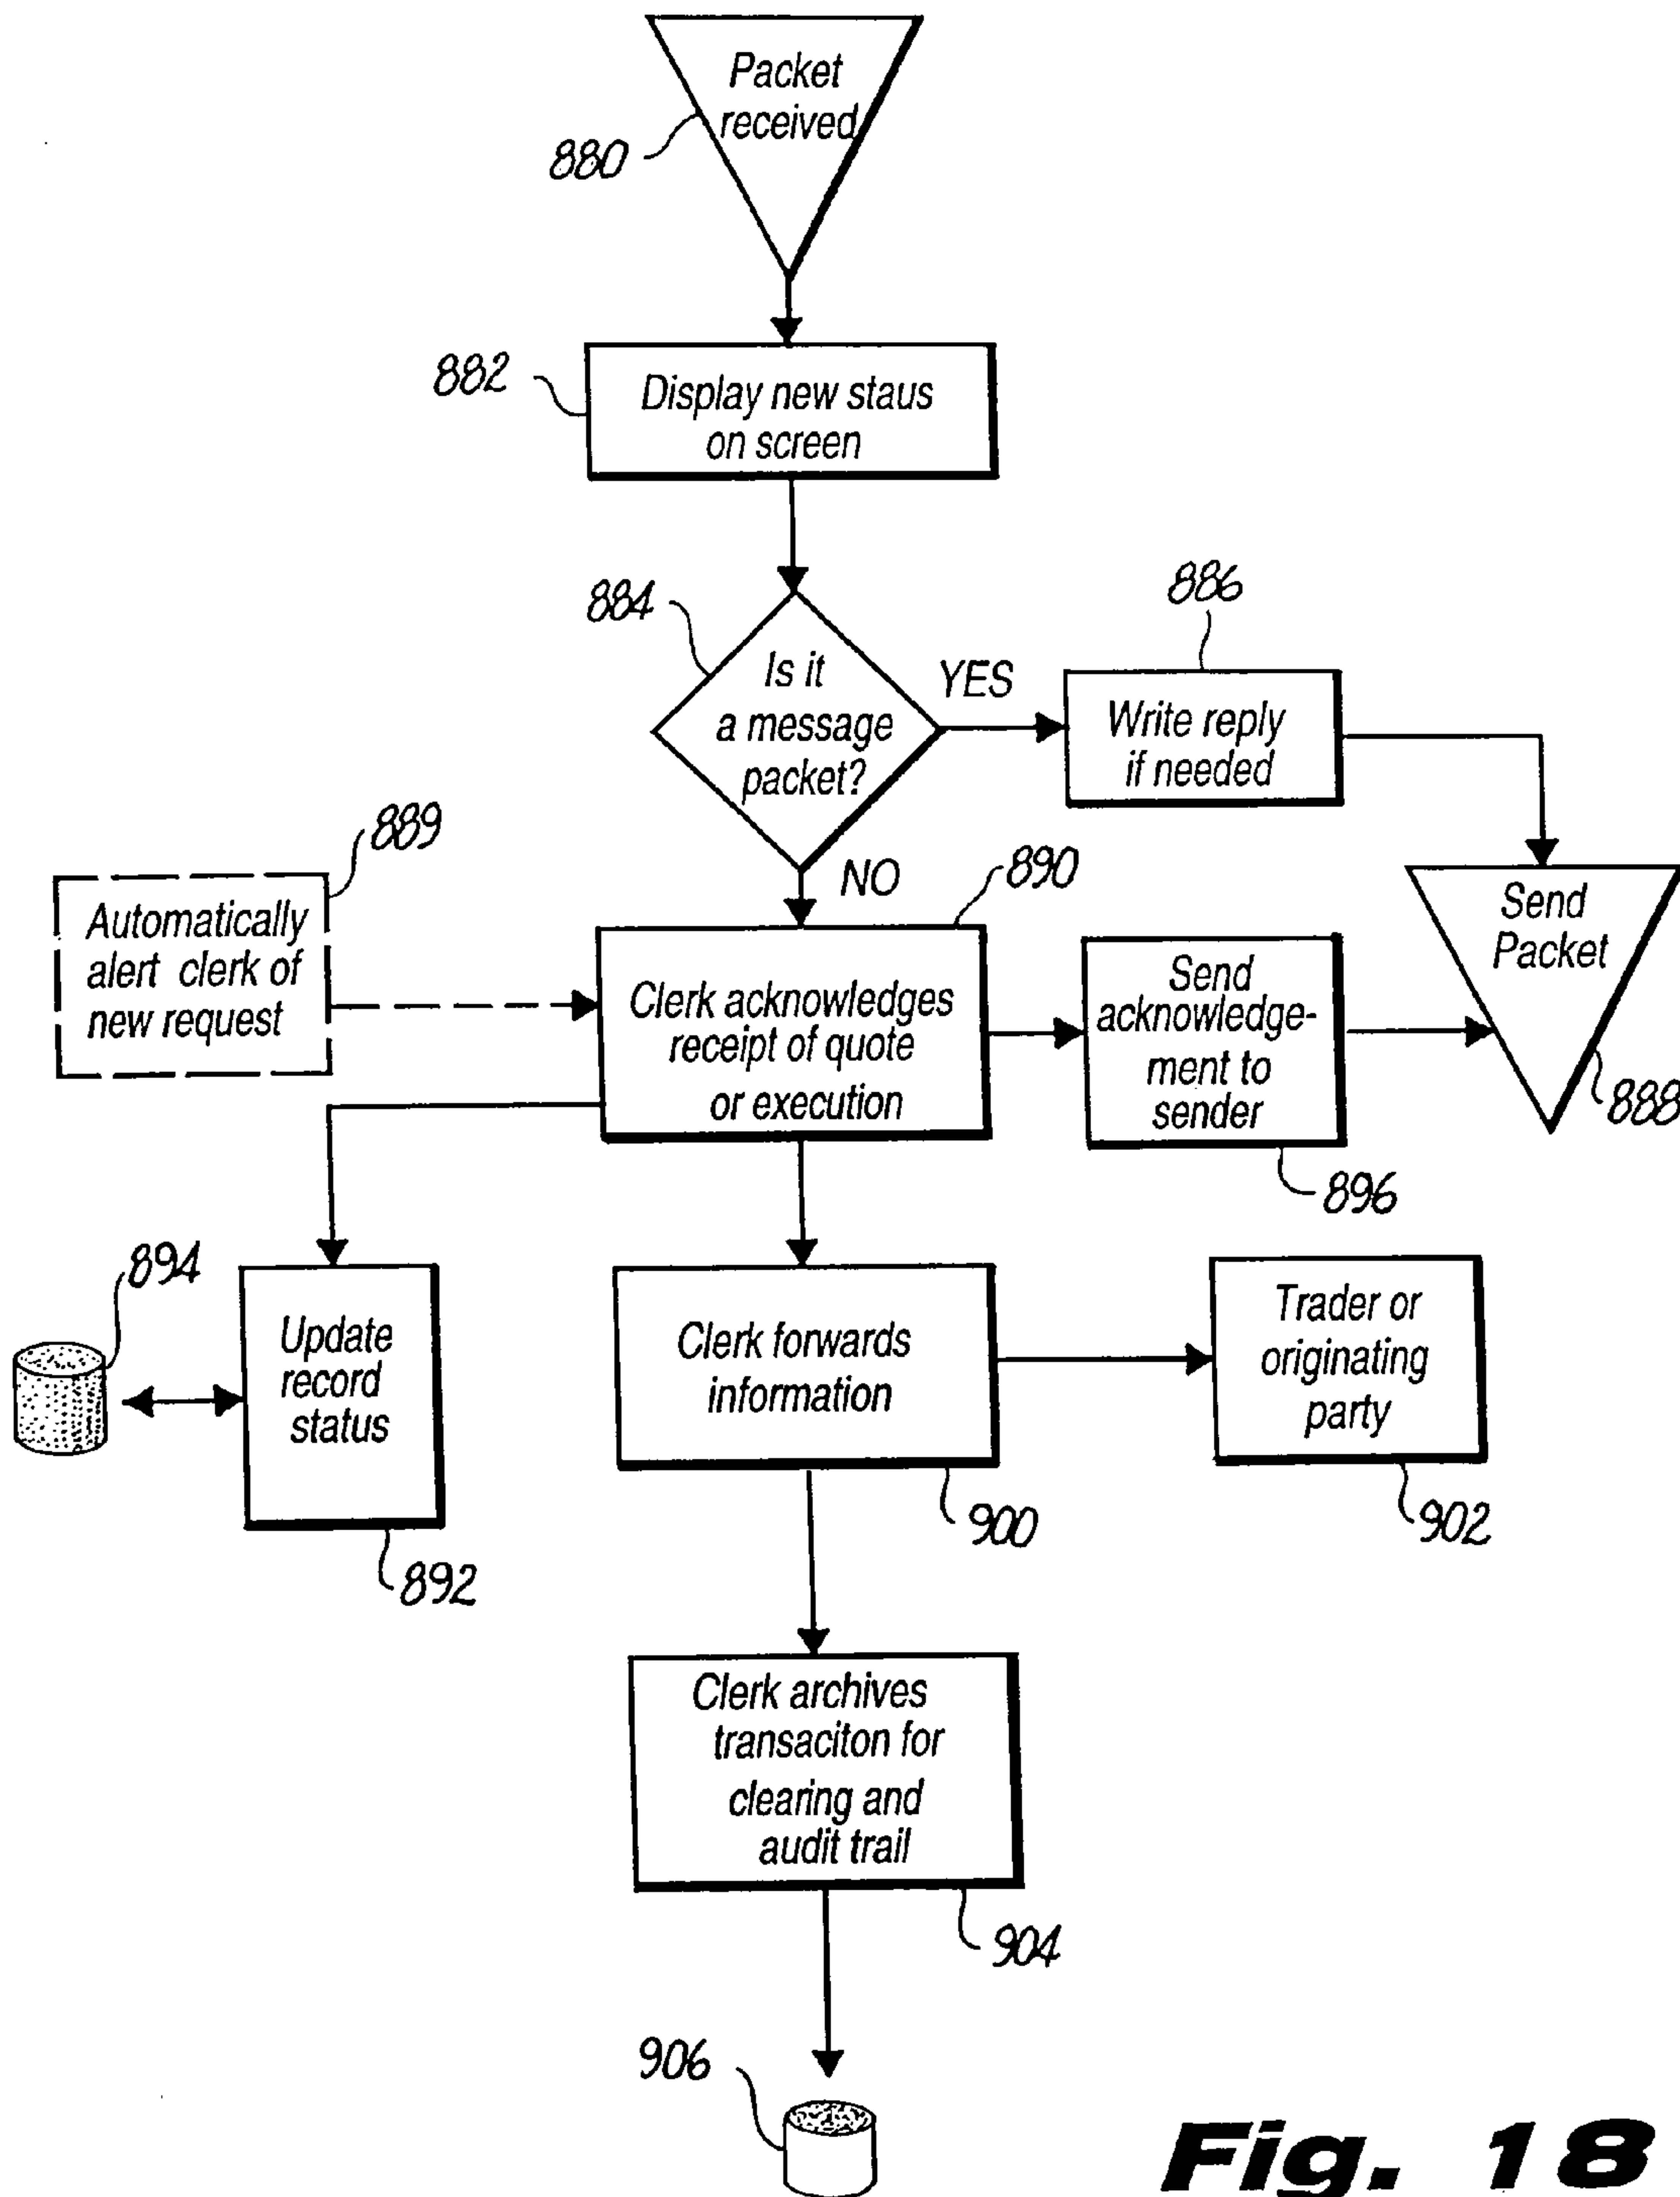 Packet
received
880
882
Display new staus
on screen
884
Is it
a message
packet?
YES
886
Write reply
if needed
889
Automatically
alert clerk of
new request
NO
890
Clerk acknowledges
receipt of quote
or execution
Send
acknowledge-
ment to
sender
896
Send
Packet
888
894
Update
record
status
892
Clerk forwards
information
900
Trader or
originating
party
902
Clerk archives
transaciton for
clearing and
audit trail
904
906
Fig. 18